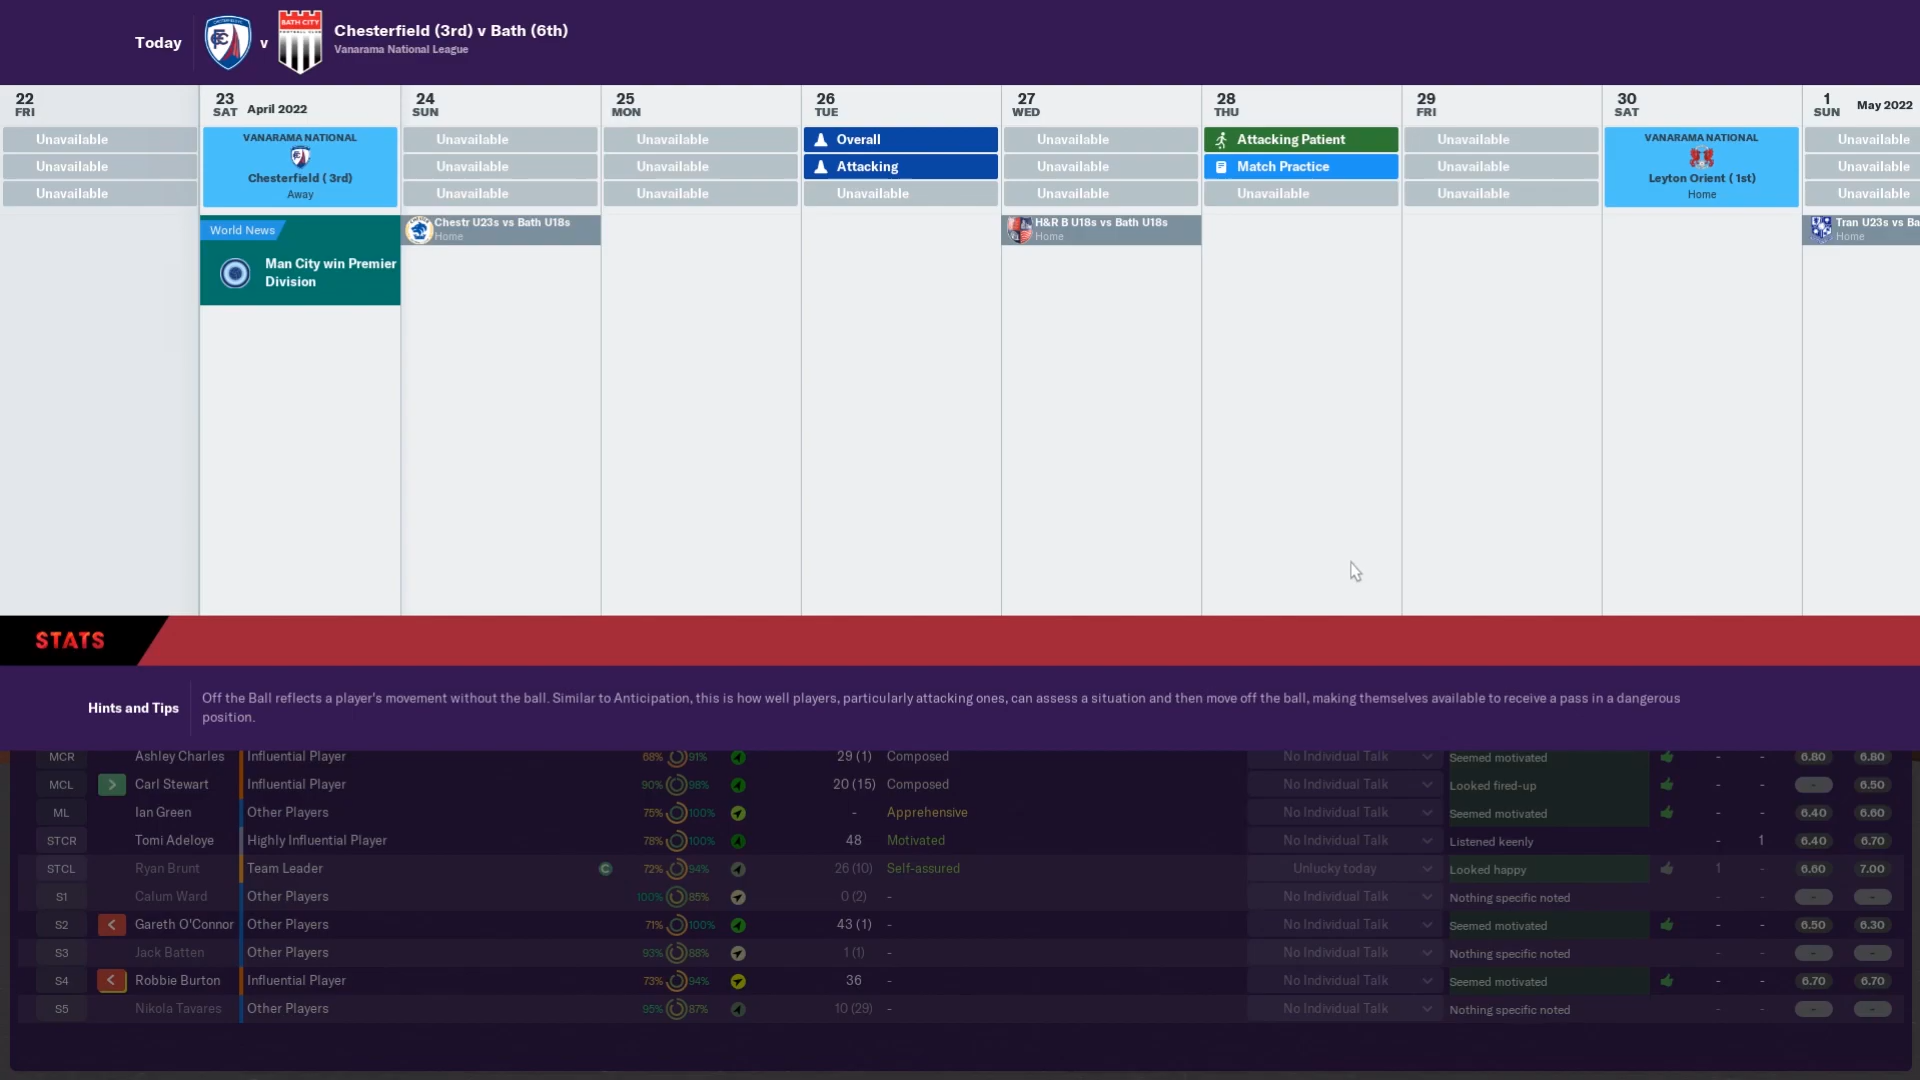 Today
v
Chesterfield (3rd) v Bath (6th)
Vanarama National League
BATH CITY
22
FRI
23
SAT April 2022
24
SUN
25
MON
26
TUE
27
WED
28
THU
29
FRI
30
SAT
1
SUN May 2022
Unavailable
Unavailable
Unavailable
VANARAMA NATIONAL
Chesterfield ( 3rd)
Away
Unavailable
Unavailable
Unavailable
Unavailable
Unavailable
Unavailable
Overall
Attacking
Unavailable
Unavailable
Unavailable
Unavailable
Attacking Patient
Match Practice
Unavailable
Unavailable
Unavailable
Unavailable
VANARAMA NATIONAL
Leyton Orient ( 1st)
Home
Unavailable
Unavailable
Unavailable
World News
Man City win Premier
Division
Chestr U23s vs Bath U18s
Home
H&R B U18s vs Bath U18s
Home
Tran U23s vs Ba
Home
STATS
Hints and Tips
Off the Ball reflects a player's movement without the ball. Similar to Anticipation, this is how well players, particularly attacking ones, can assess a situation and then move off the ball, making themselves available to receive a pass in a dangerous
position.
MCR Ashley Charles Influential Player 68% 91% 29 (1) Composed No Individual Talk Seemed motivated - - 6.80 6.80
MCL Carl Stewart Influential Player 90% 98% 20 (15) Composed No Individual Talk Looked fired-up - - - 6.50
ML Ian Green Other Players 75% 100% - Apprehensive No Individual Talk Seemed motivated - - 6.40 6.60
STCR Tomi Adeloye Highly Influential Player 78% 100% 48 Motivated No Individual Talk Listened keenly - 1 6.40 6.70
STCL Ryan Brunt Team Leader C 72% 94% 26 (10) Self-assured Unlucky today Looked happy 1 - 6.60 7.00
S1 Calum Ward Other Players 100% 85% 0 (2) - No Individual Talk Nothing specific noted - - - -
S2 Gareth O'Connor Other Players 71% 100% 43 (1) - No Individual Talk Seemed motivated - - 6.50 6.30
S3 Jack Batten Other Players 93% 88% 1 (1) - No Individual Talk Nothing specific noted - - - -
S4 Robbie Burton Influential Player 73% 94% 36 - No Individual Talk Seemed motivated - - 6.70 6.70
S5 Nikola Tavares Other Players 95% 87% 10 (29) - No Individual Talk Nothing specific noted - - - -